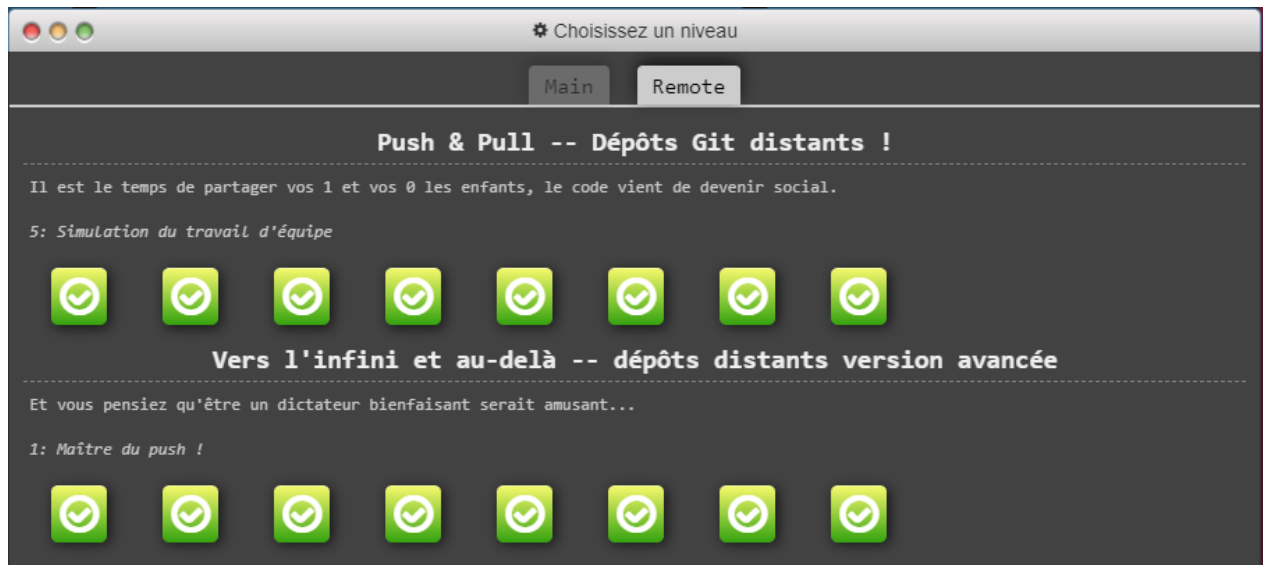 Choisissez un niveau
Main
Remote
Push & Pull -- Dépôts Git distants !
Il est le temps de partager vos 1 et vos 0 les enfants, le code vient de devenir social.
5: Simulation du travail d'équipe
Vers l'infini et au-delà -- dépôts distants version avancée
Et vous pensiez qu'être un dictateur bienfaisant serait amusant...
1: Maître du push !